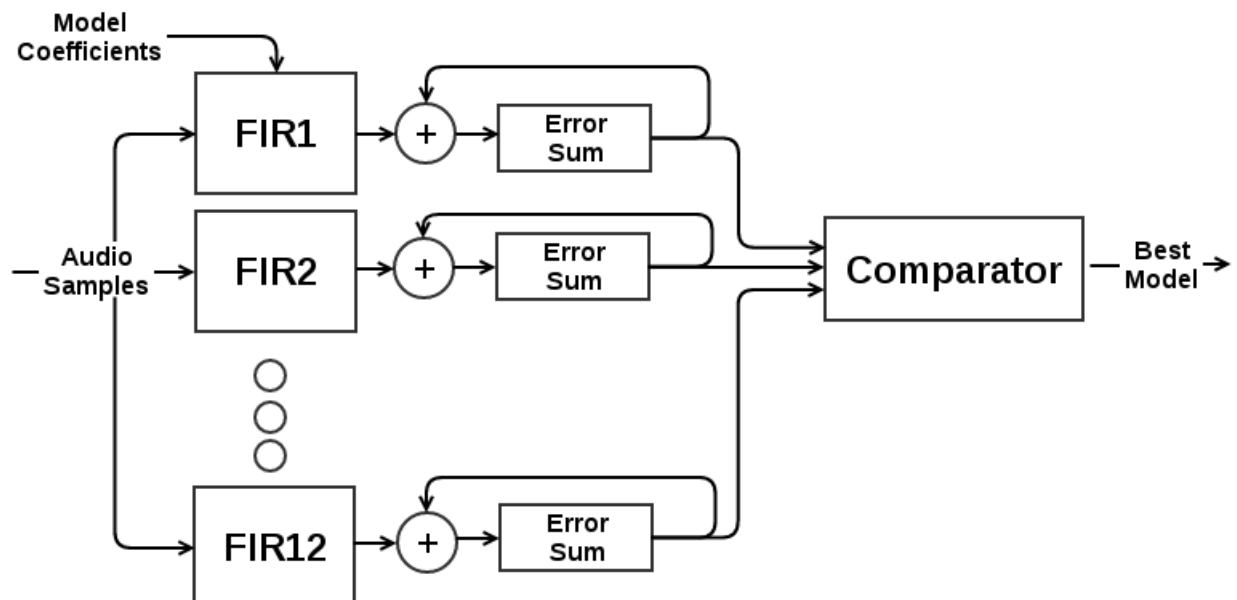 Model
Coefficients
FIR1
+
Error
Sum
Audio
Samples
FIR2
+
Error
Sum
Comparator
Best
Model
FIR12
+
Error
Sum